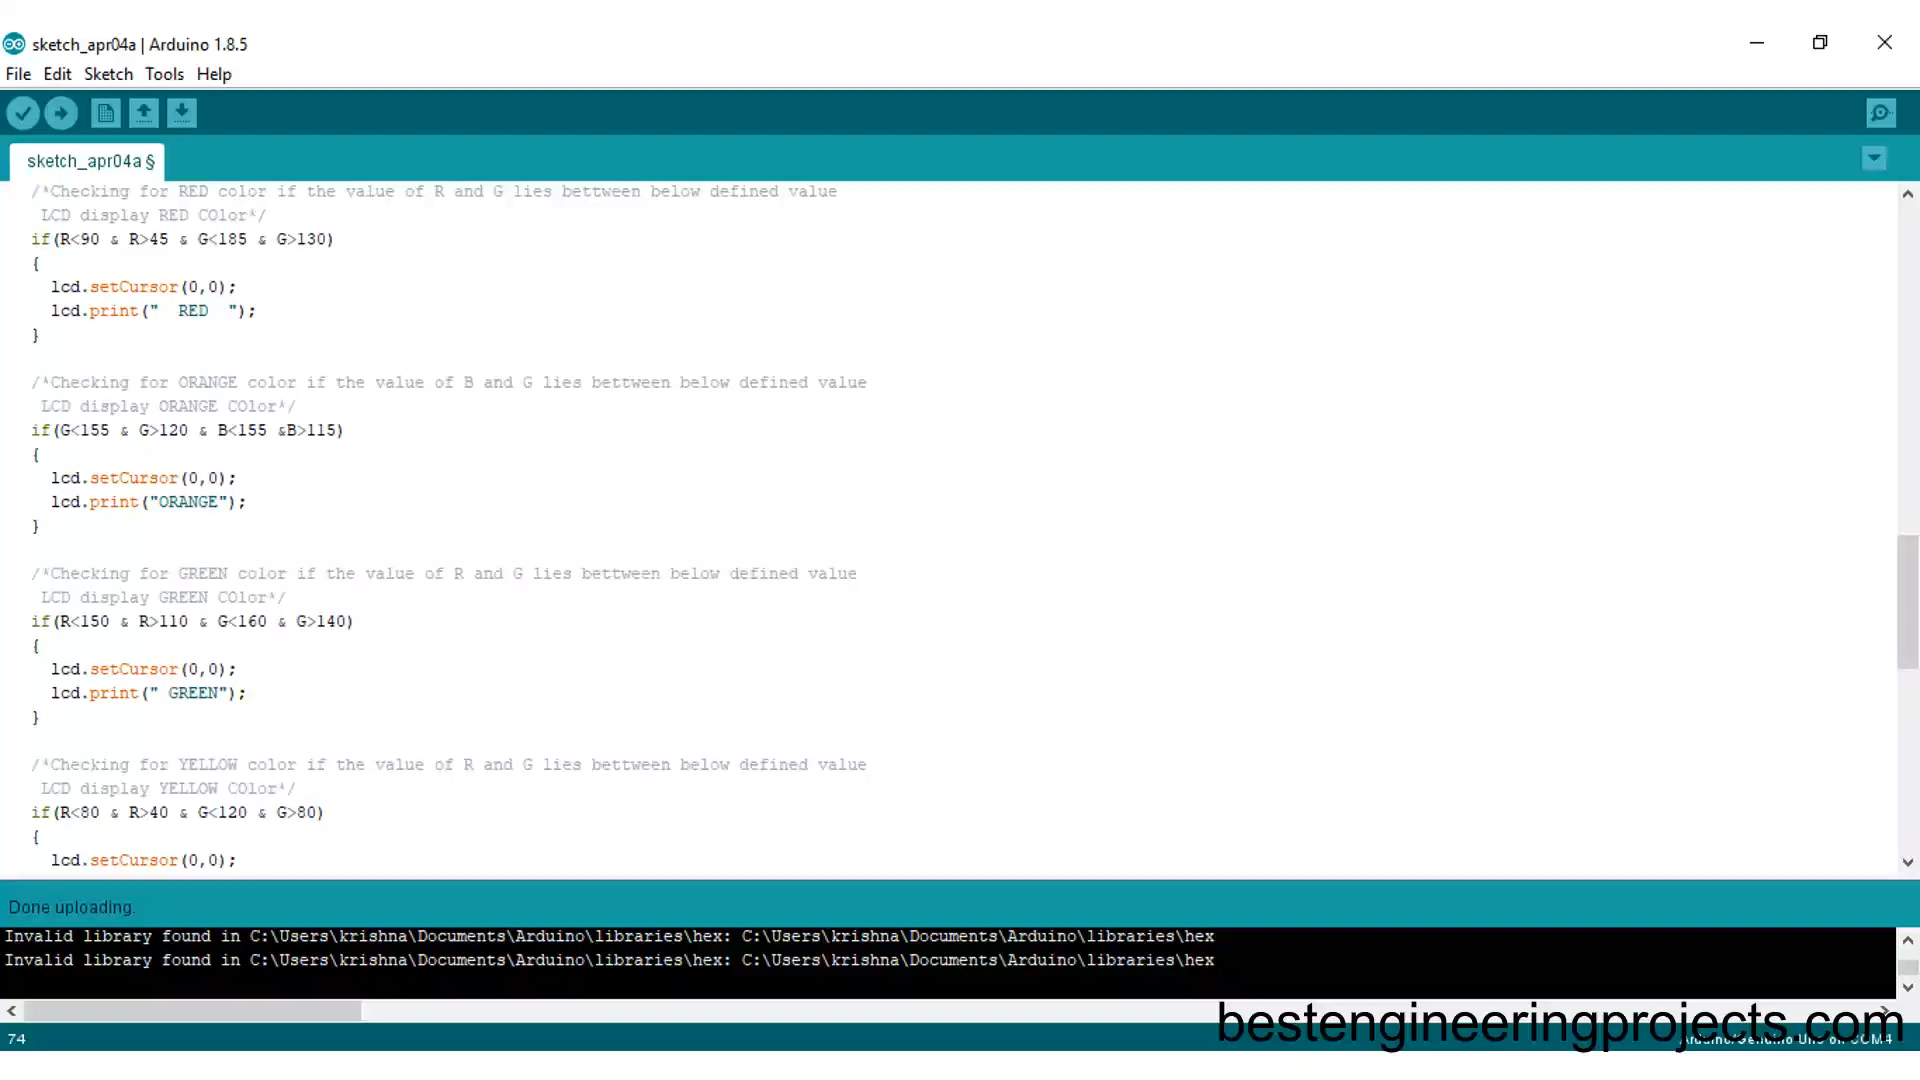 sketch_apr04a | Arduino 1.8.5
File Edit Sketch Tools Help
sketch_apr04a §
/*Checking for RED color if the value of R and G lies bettween below defined value
LCD display RED COlor*/
if(R<90 & R>45 & G<185 & G>130)
{
lcd.setCursor(0,0);
lcd.print("  RED  ");
}
/*Checking for ORANGE color if the value of B and G lies bettween below defined value
LCD display ORANGE COlor*/
if(G<155 & G>120 & B<155 &B>115)
{
lcd.setCursor(0,0);
lcd.print("ORANGE");
}
/*Checking for GREEN color if the value of R and G lies bettween below defined value
LCD display GREEN COlor*/
if(R<150 & R>110 & G<160 & G>140)
{
lcd.setCursor(0,0);
lcd.print(" GREEN");
}
/*Checking for YELLOW color if the value of R and G lies bettween below defined value
LCD display YELLOW COlor*/
if(R<80 & R>40 & G<120 & G>80)
{
lcd.setCursor(0,0);
Done uploading.
Invalid library found in C:\Users\krishna\Documents\Arduino\libraries\hex: C:\Users\krishna\Documents\Arduino\libraries\hex
Invalid library found in C:\Users\krishna\Documents\Arduino\libraries\hex: C:\Users\krishna\Documents\Arduino\libraries\hex
bestengineeringprojects.com
74
Arduino/Genuino Uno on COM4